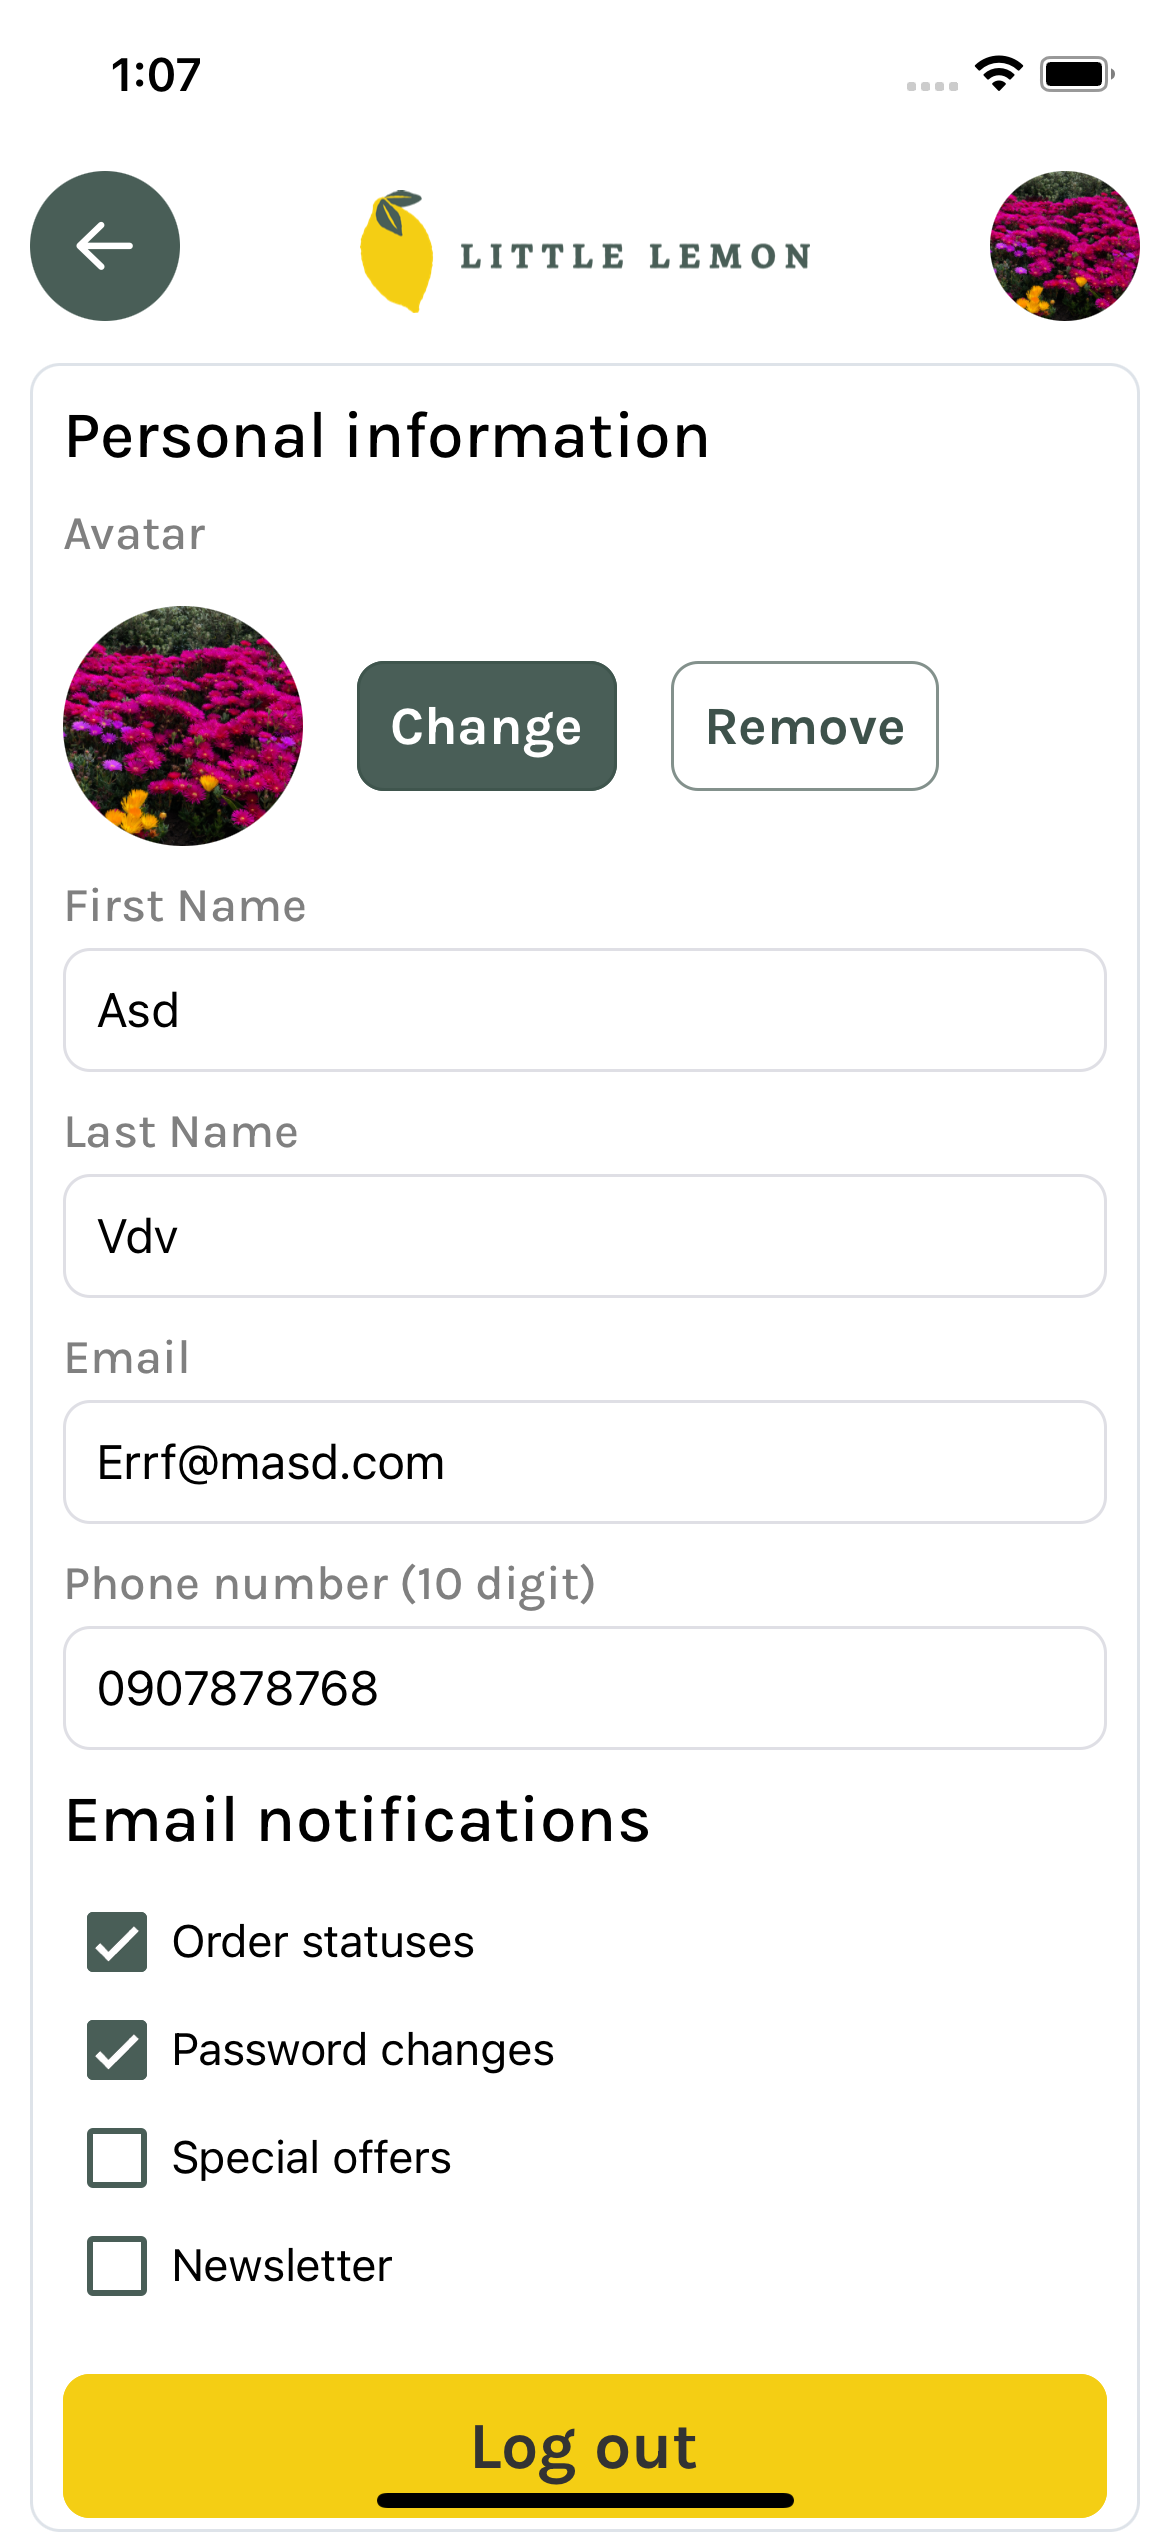 1:07
LITTLE LEMON
Personal information
Avatar
Change
Remove
First Name
Asd
Last Name
Vdv
Email
Errf@masd.com
Phone number (10 digit)
0907878768
Email notifications
Order statuses
Password changes
Special offers
Newsletter
Log out